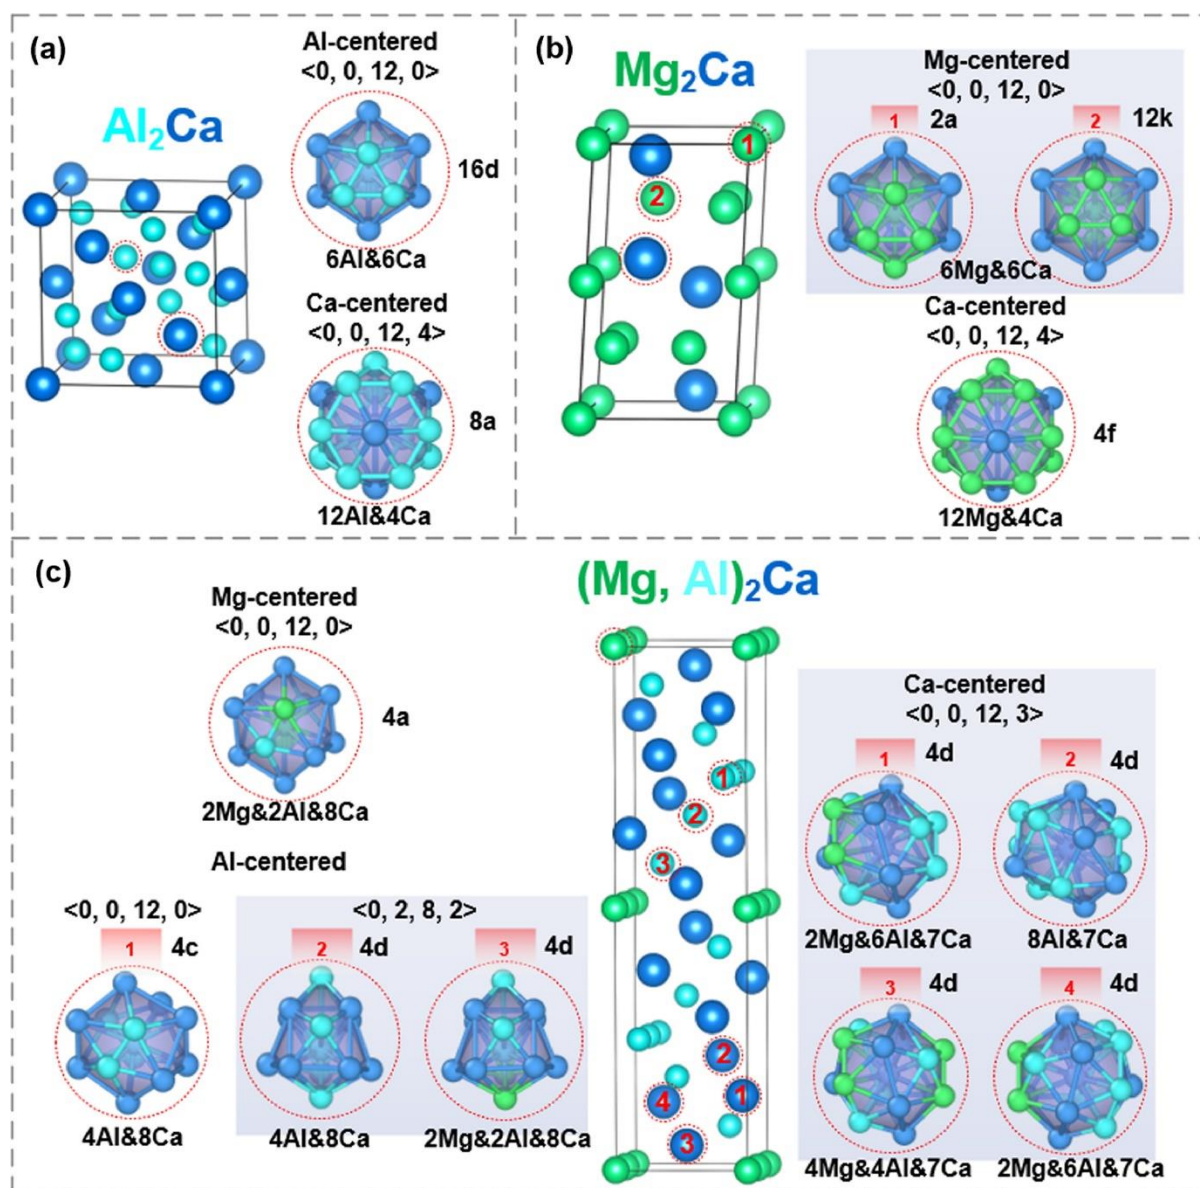 (a)
Al-centered
<0, 0, 12, 0>
Al₂Ca
16d
6Al&6Ca
Ca-centered
<0, 0, 12, 4>
8a
12Al&4Ca
(b)
Mg₂Ca
1
2
Mg-centered
<0, 0, 12, 0>
1 2a
2 12k
6Mg&6Ca
Ca-centered
<0, 0, 12, 4>
4f
12Mg&4Ca
(c)
(Mg, Al)₂Ca
Mg-centered
<0, 0, 12, 0>
4a
2Mg&2Al&8Ca
Al-centered
<0, 0, 12, 0>
1 4c
4Al&8Ca
<0, 2, 8, 2>
2 4d
4Al&8Ca
3 4d
2Mg&2Al&8Ca
1
2
3
2
1
4
3
Ca-centered
<0, 0, 12, 3>
1 4d
2Mg&6Al&7Ca
2 4d
8Al&7Ca
3 4d
4Mg&4Al&7Ca
4 4d
2Mg&6Al&7Ca